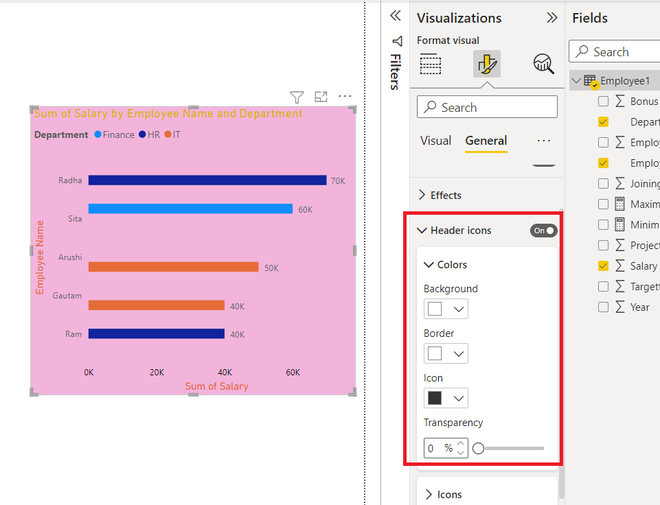 Sum of Salary by Employee Name and Department
Department Finance HR IT
Employee Name
Radha 70K
Sita 60K
Arushi 50K
Gautam 40K
Ram 40K
0K 20K 40K 60K
Sum of Salary
Filters
Visualizations
Format visual
Search
Visual General
Effects
Header icons On
Colors
Background
Border
Icon
Transparency
0 %
Icons
Fields
Search
Employee1
Bonus
Depart
Employ
Employ
Joining
Maxim
Minim
Project
Salary
Targett
Year